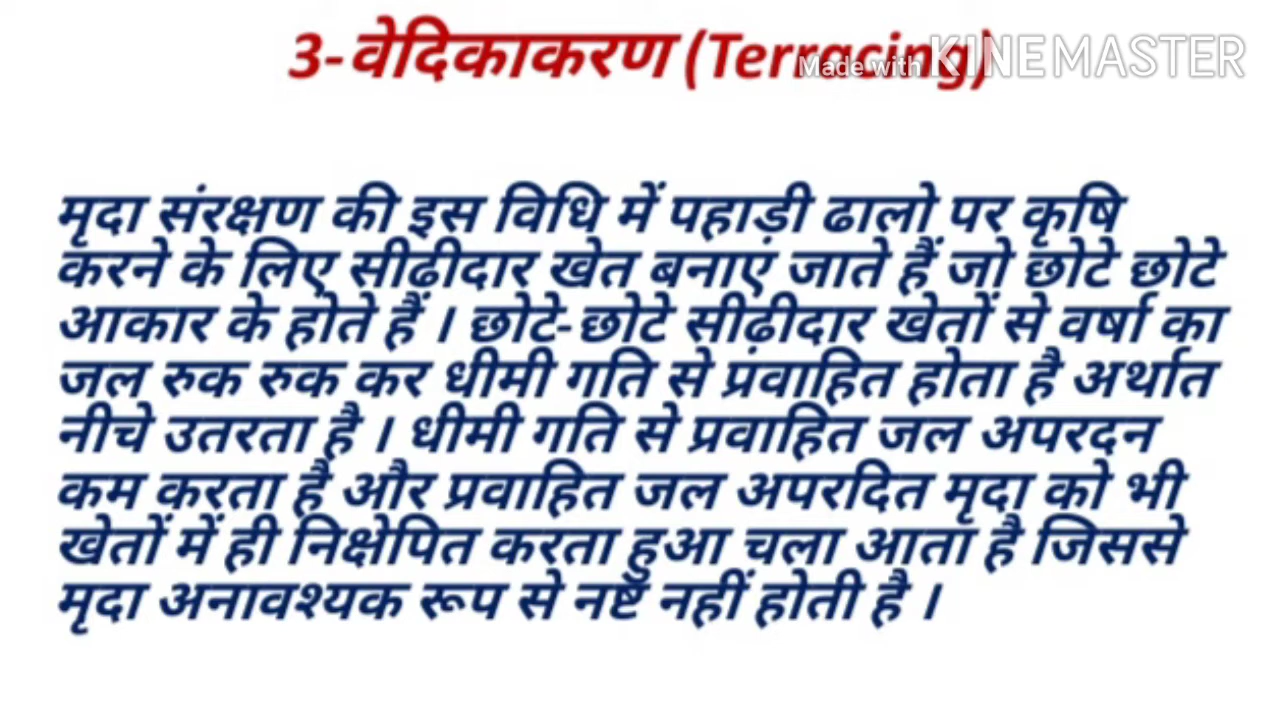 3-वेदिकाकरण (Terracing)
Made with KINEMASTER
मृदा संरक्षण की इस विधि में पहाड़ी ढालो पर कृषि
करने के लिए सीढ़ीदार खेत बनाएं जाते हैं जो छोटे छोटे
आकार के होते हैं । छोटे-छोटे सीढ़ीदार खेतों से वर्षा का
जल रुक रुक कर धीमी गति से प्रंवाहित होता है अर्थात
नीचे उतरता है । धीमी गति से प्रवाहित जल अपरदन
कम करता है और प्रवाहित जल अपरदित मृदा को भी
खेतों में ही निक्षेपित करता हुआ चला आता है जिससे
मृदा अनावश्यक रूप से नष्ट नहीं होती है ।